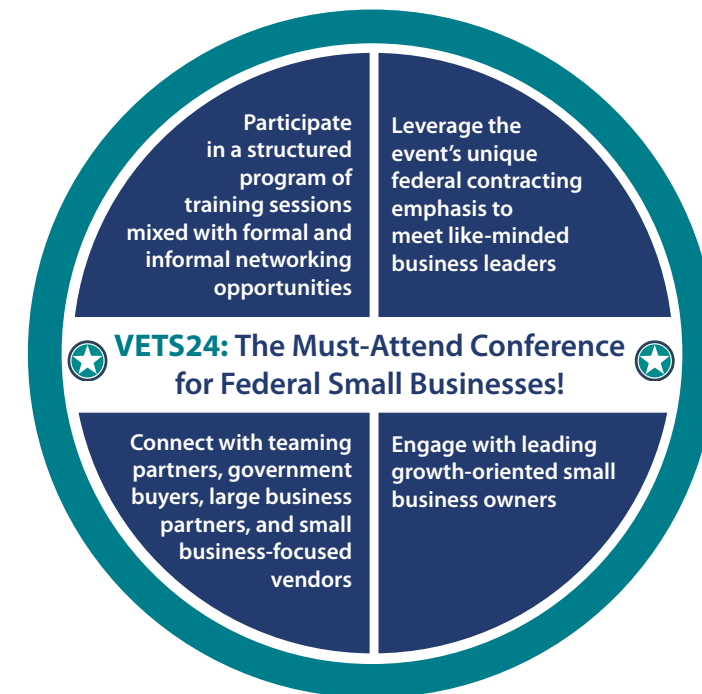 Participate
in a structured
program of
training sessions
mixed with formal and
informal networking
opportunities
Leverage the
event’s unique
federal contracting
emphasis to
meet like-minded
business leaders
VETS24: The Must-Attend Conference
for Federal Small Businesses!
Connect with teaming
partners, government
buyers, large business
partners, and small
business-focused
vendors
Engage with leading
growth-oriented small
business owners